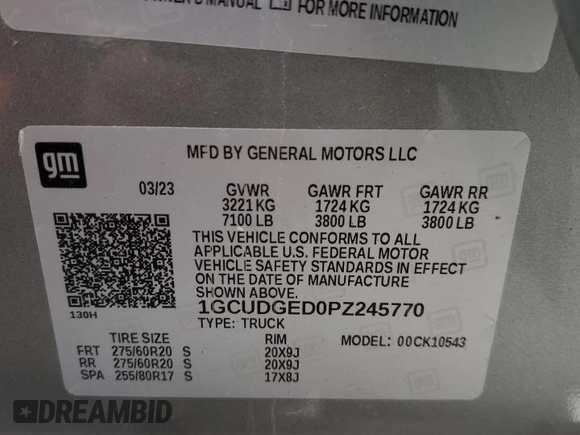 OWNER'S MANUAL FOR MORE INFORMATION
gm
MFD BY GENERAL MOTORS LLC
03/23 GVWR GAWR FRT GAWR RR
3221 KG 1724 KG 1724 KG
7100 LB 3800 LB 3800 LB
THIS VEHICLE CONFORMS TO ALL
APPLICABLE U.S. FEDERAL MOTOR
VEHICLE SAFETY STANDARDS IN EFFECT
ON THE DATE OF MANUFACTURE
SHOWN ABOVE.
130H 1GCUDGED0PZ245770
TYPE: TRUCK
TIRE SIZE RIM MODEL: 00CK10543
FRT 275/60R20 S 20X9J
RR 275/60R20 S 20X9J
SPA 255/80R17 S 17X8J
DREAMBID